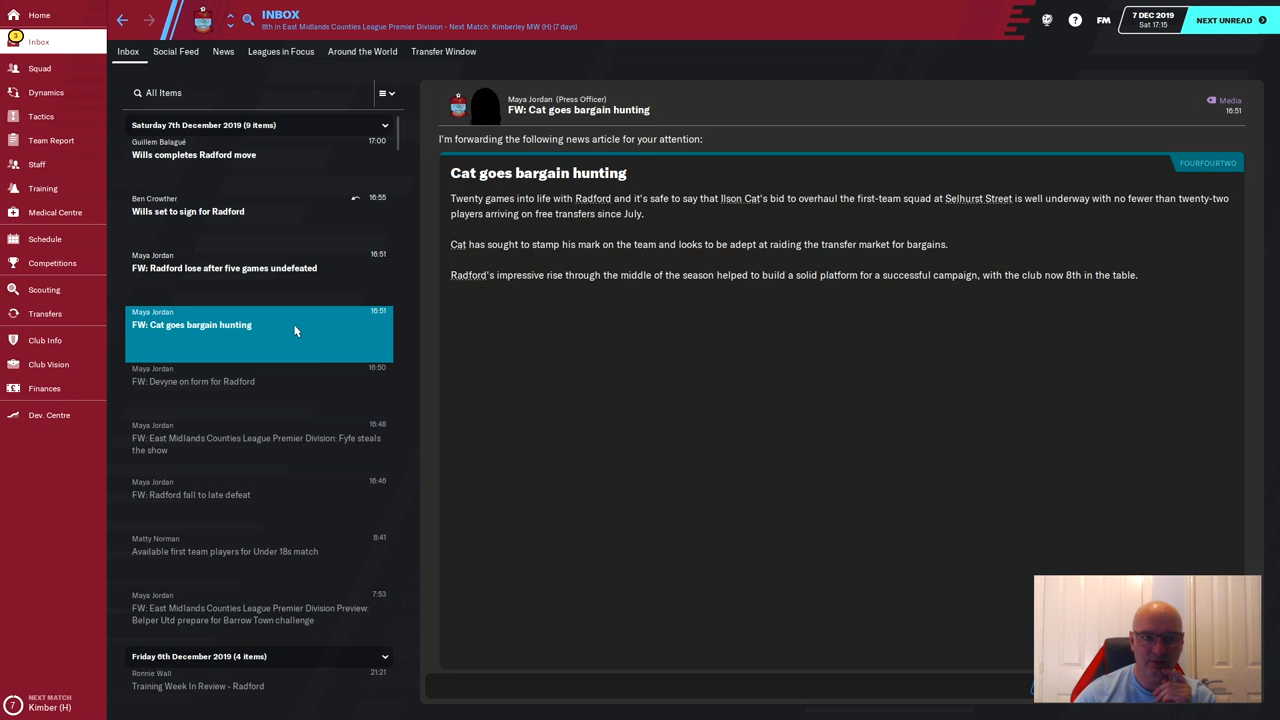 Home
INBOX
8th in East Midlands Counties League Premier Division - Next Match: Kimberley MW (H) (7 days)
FM
7 DEC 2019
Sat 17:15
NEXT UNREAD
3
Inbox
Inbox
Social Feed
News
Leagues in Focus
Around the World
Transfer Window
Squad
Dynamics
Tactics
Team Report
Staff
Training
Medical Centre
Schedule
Competitions
Scouting
Transfers
Club Info
Club Vision
Finances
Dev. Centre
7
NEXT MATCH
Kimber (H)
All Items
Saturday 7th December 2019 (9 items)
Guillem Balagué
17:00
Wills completes Radford move
Ben Crowther
16:55
Wills set to sign for Radford
Maya Jordan
16:51
FW: Radford lose after five games undefeated
Maya Jordan
16:51
FW: Cat goes bargain hunting
Maya Jordan
16:50
FW: Devyne on form for Radford
Maya Jordan
16:48
FW: East Midlands Counties League Premier Division: Fyfe steals
the show
Maya Jordan
16:46
FW: Radford fall to late defeat
Matty Norman
8:41
Available first team players for Under 18s match
Maya Jordan
7:53
FW: East Midlands Counties League Premier Division Preview:
Belper Utd prepare for Barrow Town challenge
Friday 6th December 2019 (4 items)
Ronnie Wall
21:21
Training Week In Review - Radford
Maya Jordan (Press Officer)
FW: Cat goes bargain hunting
Media
16:51
I'm forwarding the following news article for your attention:
FOURFOURTWO
Cat goes bargain hunting
Twenty games into life with Radford and it's safe to say that Ilson Cat's bid to overhaul the first-team squad at Selhurst Street is well underway with no fewer than twenty-two
players arriving on free transfers since July.
Cat has sought to stamp his mark on the team and looks to be adept at raiding the transfer market for bargains.
Radford's impressive rise through the middle of the season helped to build a solid platform for a successful campaign, with the club now 8th in the table.